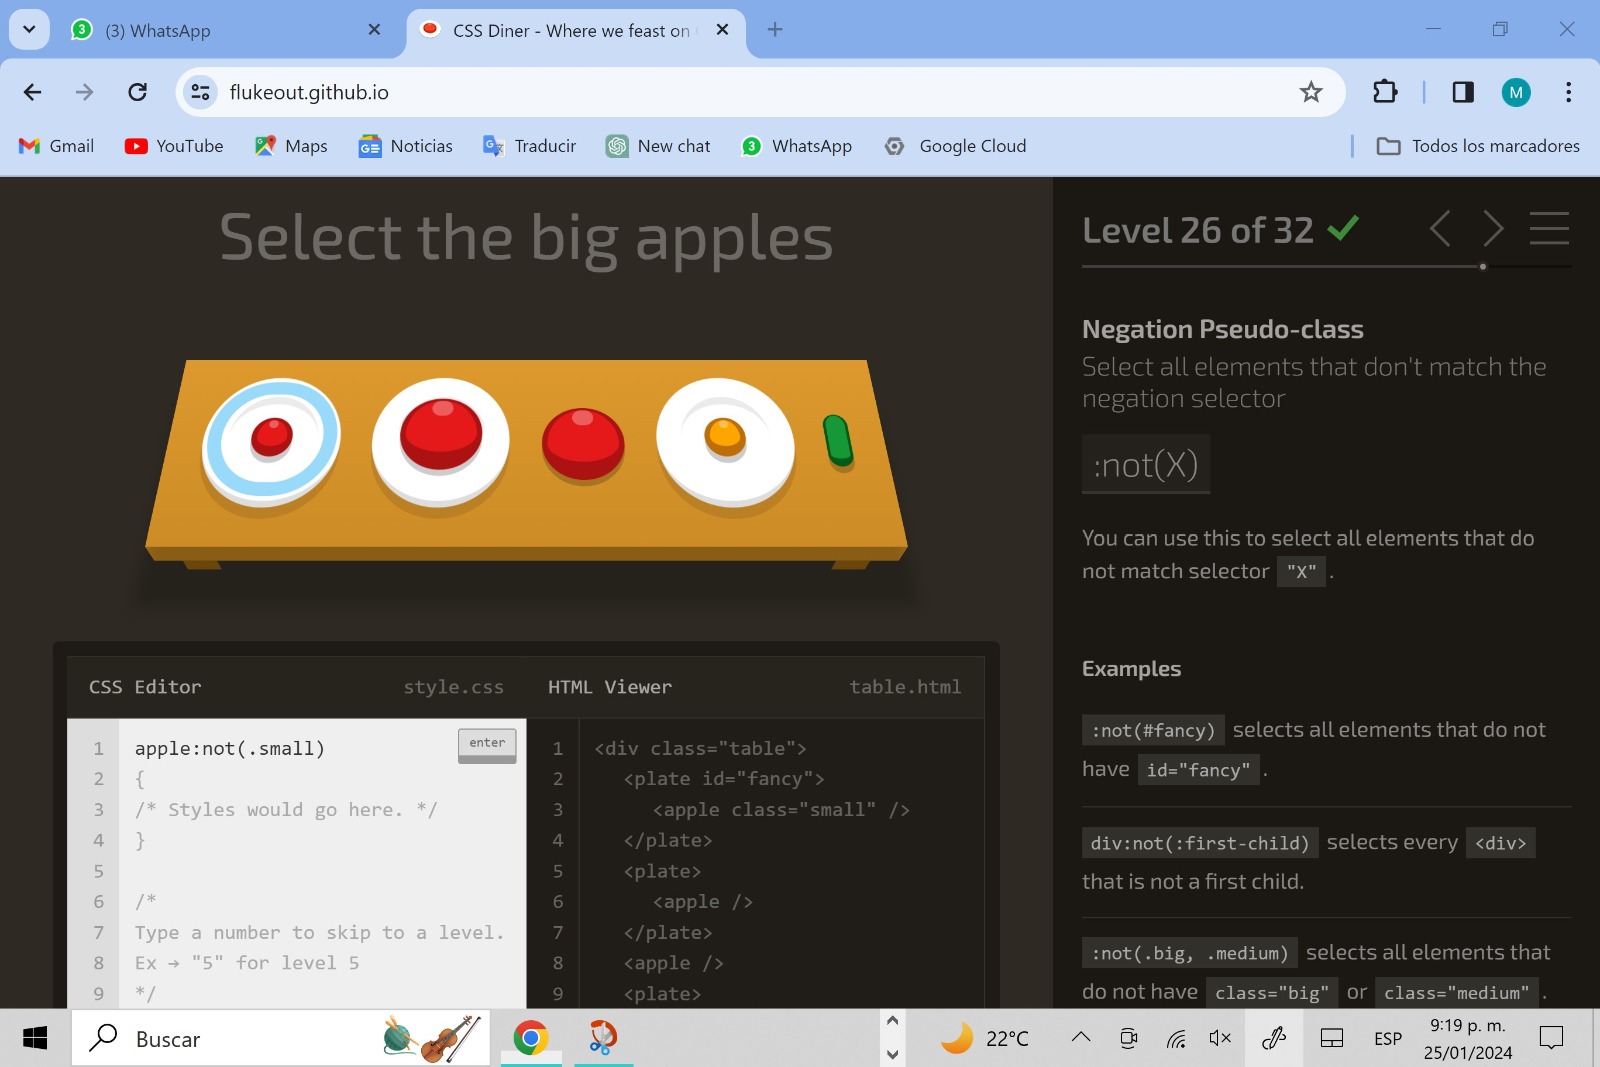 3 (3) WhatsApp
CSS Diner - Where we feast on
flukeout.github.io
M
Gmail YouTube Maps Noticias Traducir New chat 3 WhatsApp Google Cloud Todos los marcadores
Select the big apples
CSS Editor style.css
1 apple:not(.small)
enter
2 {
3 /* Styles would go here. */
4 }
5
6 /*
7 Type a number to skip to a level.
8 Ex → "5" for level 5
9 */
HTML Viewer table.html
1 <div class="table">
2 <plate id="fancy">
3 <apple class="small" />
4 </plate>
5 <plate>
6 <apple />
7 </plate>
8 <apple />
9 <plate>
Level 26 of 32
Negation Pseudo-class
Select all elements that don't match the
negation selector
:not(X)
You can use this to select all elements that do
not match selector "X" .
Examples
:not(#fancy) selects all elements that do not
have id="fancy" .
div:not(:first-child) selects every <div>
that is not a first child.
:not(.big, .medium) selects all elements that
do not have class="big" or class="medium" .
Buscar
22°C
ESP
9:19 p. m.
25/01/2024